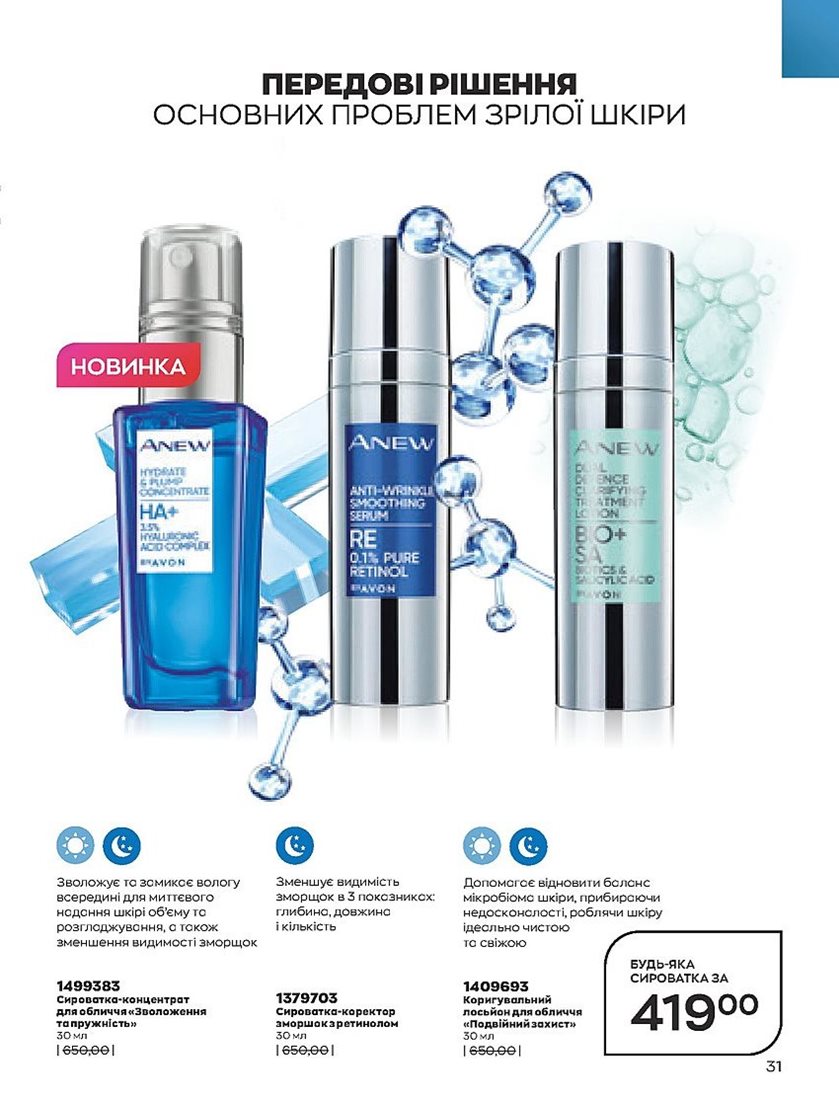 ПЕРЕДОВІ РІШЕННЯ
ОСНОВНИХ ПРОБЛЕМ ЗРІЛОЇ ШКІРИ
НОВИНКА
ANEW
HYDRATE
& PLUMP
CONCENTRATE
HA+
3.5%
HYALURONIC
ACID COMPLEX
BY AVON
ANEW
ANTI-WRINKLE
SMOOTHING
SERUM
RE
0.1% PURE
RETINOL
BY AVON
ANEW
DUAL
DEFENCE
CLARIFYING
TREATMENT
LOTION
BIO+
SA
BIOTICS &
SALICYLIC ACID
BY AVON
Зволожує та замикає вологу
всередині для миттєвого
надання шкірі об’єму та
розгладжування, а також
зменшення видимості зморщок
1499383
Сироватка-концентрат
для обличчя «Зволоження
та пружність»
30 мл
| 650,00 |
Зменшує видимість
зморщок в 3 показниках:
глибина, довжина
і кількість
1379703
Сироватка-коректор
зморшок з ретинолом
30 мл
| 650,00 |
Допомагає відновити баланс
мікробіома шкіри, прибираючи
недосконалості, роблячи шкіру
ідеально чистою
та свіжою
1409693
Коригувальний
лосьйон для обличчя
«Подвійний захист»
30 мл
| 650,00 |
БУДЬ-ЯКА
СИРОВАТКА ЗА
41900
31